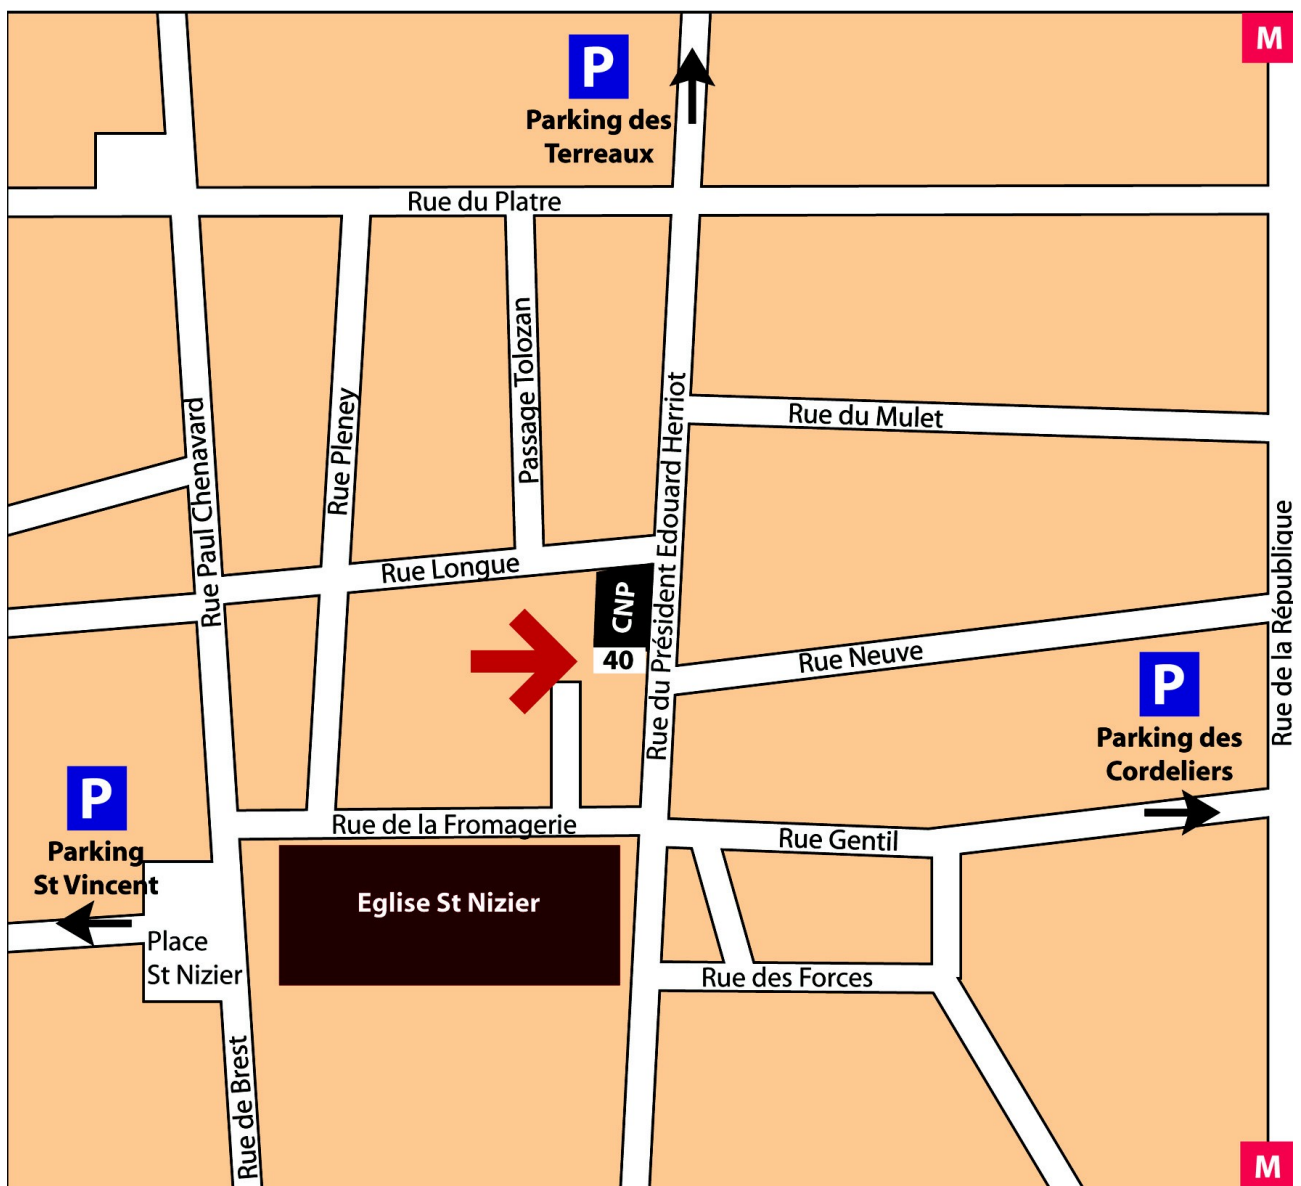 M
P
Parking des
Terreaux
Rue du Platre
Passage Tolozan
Rue Pleney
Rue Paul Chenavard
Rue du Président Edouard Herriot
Rue du Mulet
Rue de la République
Rue Longue
CNP
40
Rue Neuve
P
Parking des
Cordeliers
P
Parking
St Vincent
Rue de la Fromagerie
Rue Gentil
Eglise St Nizier
Place
St Nizier
Rue des Forces
Rue de Brest
M